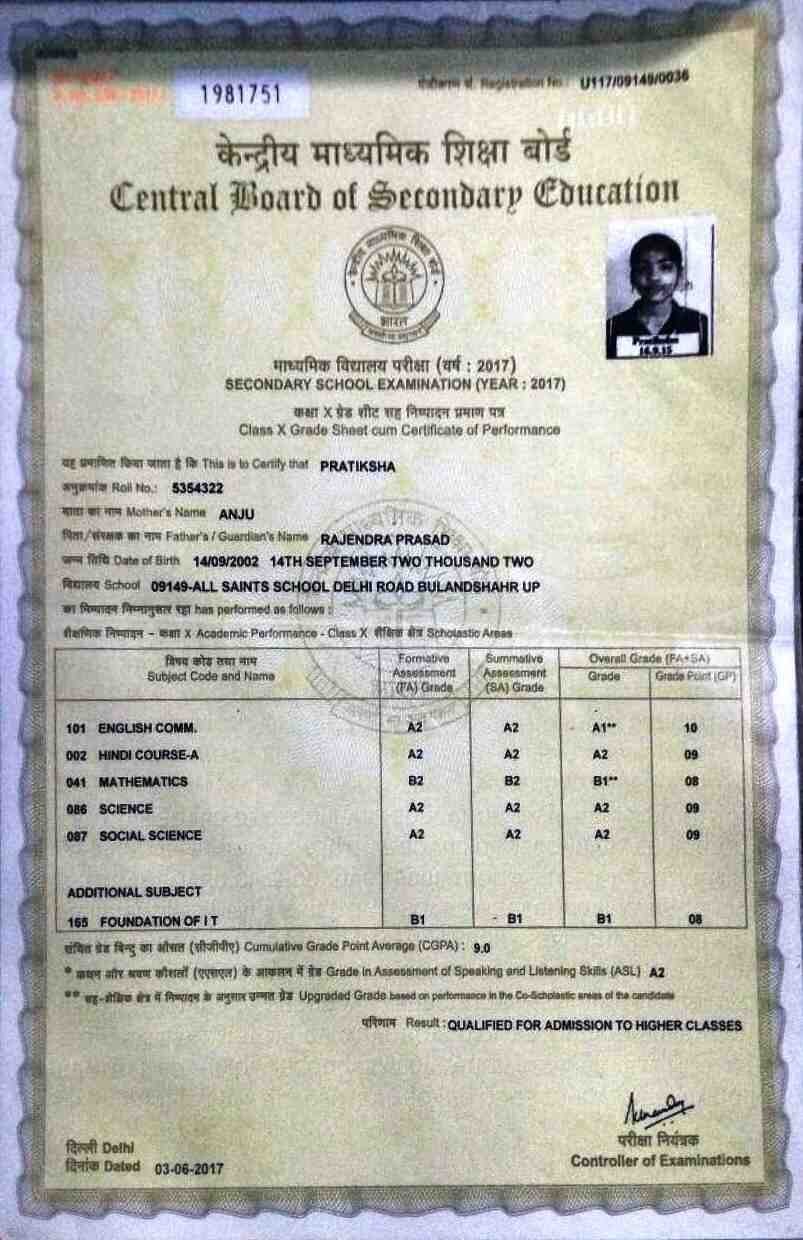 1981751
पंजीकरण सं. Registration No. : U117/09149/0036
केन्द्रीय माध्यमिक शिक्षा बोर्ड
Central Board of Secondary Education
भारत
Pratiksha
14.9.15
माध्यमिक विद्यालय परीक्षा (वर्ष : 2017)
SECONDARY SCHOOL EXAMINATION (YEAR : 2017)
कक्षा X ग्रेड शीट सह निष्पादन प्रमाण पत्र
Class X Grade Sheet cum Certificate of Performance
यह प्रमाणित किया जाता है कि This is to Certify that PRATIKSHA
अनुक्रमांक Roll No.: 5354322
माता का नाम Mother's Name ANJU
पिता/संरक्षक का नाम Father's / Guardian's Name RAJENDRA PRASAD
जन्म तिथि Date of Birth 14/09/2002 14TH SEPTEMBER TWO THOUSAND TWO
विद्यालय School 09149-ALL SAINTS SCHOOL DELHI ROAD BULANDSHAHR UP
का निष्पादन निम्नानुसार रहा has performed as follows :
शैक्षणिक निष्पादन - कक्षा X Academic Performance - Class X शैक्षिक क्षेत्र Scholastic Areas
विषय कोड तथा नाम Subject Code and Name Formative Assessment (FA) Grade Summative Assessment (SA) Grade Overall Grade (FA+SA) Grade Grade Point (GP)
101 ENGLISH COMM. A2 A2 A1** 10
002 HINDI COURSE-A A2 A2 A2 09
041 MATHEMATICS B2 B2 B1** 08
086 SCIENCE A2 A2 A2 09
087 SOCIAL SCIENCE A2 A2 A2 09
ADDITIONAL SUBJECT
165 FOUNDATION OF I T B1 B1 B1 08
संचित ग्रेड बिन्दु का औसत (सीजीपीए) Cumulative Grade Point Average (CGPA) : 9.0
* कथन और श्रवण कौशलों (एएसएल) के आकलन में ग्रेड Grade in Assessment of Speaking and Listening Skills (ASL) A2
** सह-शैक्षिक क्षेत्र में निष्पादन के अनुसार उन्नत ग्रेड Upgraded Grade based on performance in the Co-Scholastic areas of the candidate
परिणाम Result : QUALIFIED FOR ADMISSION TO HIGHER CLASSES
दिल्ली Delhi
दिनांक Dated 03-06-2017
परीक्षा नियंत्रक
Controller of Examinations